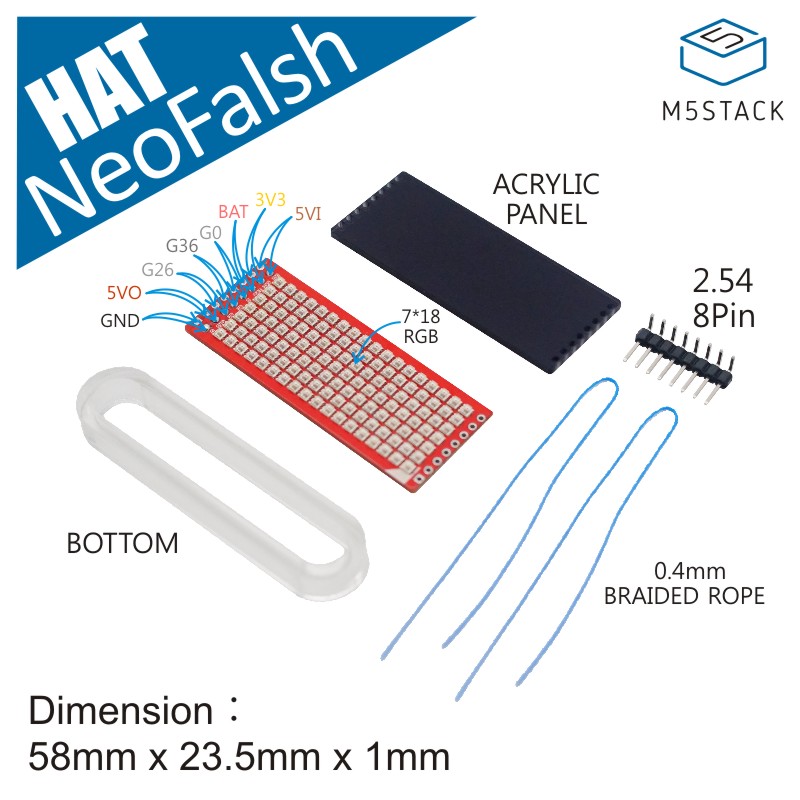 HAT
NeoFalsh
M5STACK
ACRYLIC
PANEL
3V3
BAT
5VI
G0
G36
G26
5VO
GND
7*18
RGB
2.54
8Pin
BOTTOM
0.4mm
BRAIDED ROPE
Dimension：
58mm x 23.5mm x 1mm